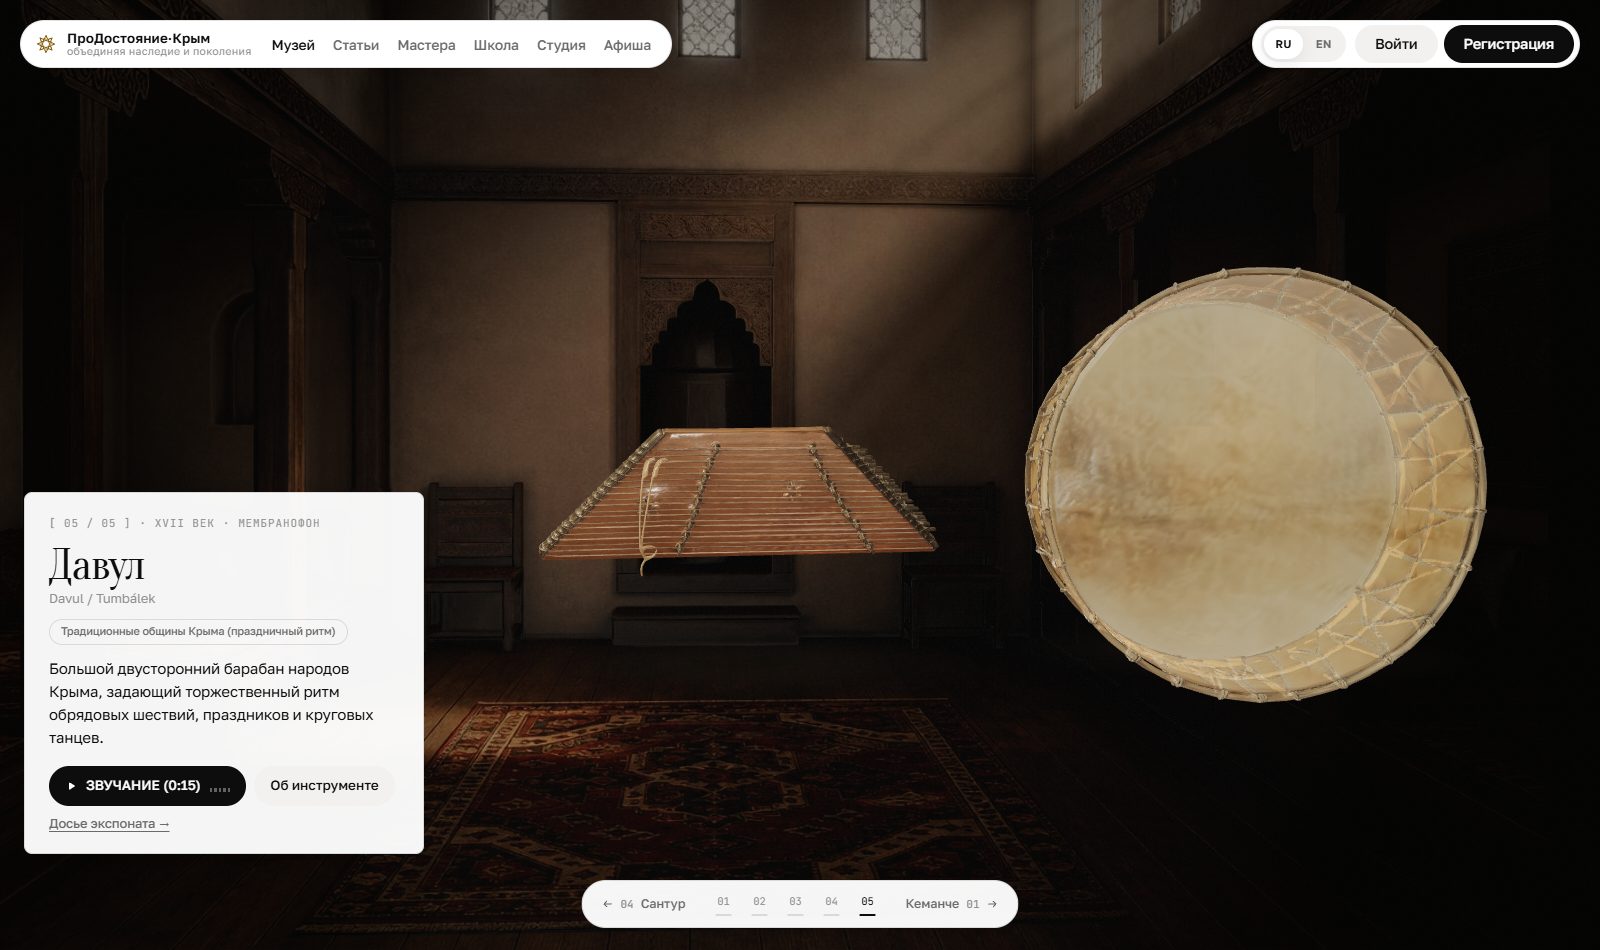 ПроДостояние·Крым
объединяя наследие и поколения
Музей Статьи Мастера Школа Студия Афиша
RU EN Войти Регистрация
[ 05 / 05 ] · XVII ВЕК · МЕМБРАНОФОН
Давул
Davul / Tumbálek
Традиционные общины Крыма (праздничный ритм)
Большой двусторонний барабан народов
Крыма, задающий торжественный ритм
обрядовых шествий, праздников и круговых
танцев.
ЗВУЧАНИЕ (0:15) Об инструменте
Досье экспоната →
← 04 Сантур 01 02 03 04 05 Кеманче 01 →